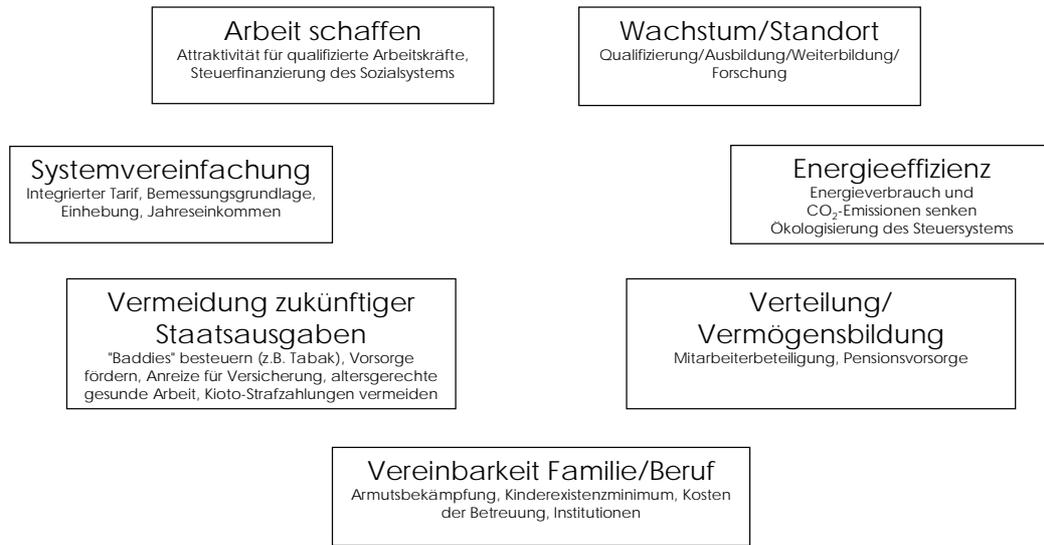 Arbeit schaffen
Attraktivität für qualifizierte Arbeitskräfte,
Steuerfinanzierung des Sozialsystems
Wachstum/Standort
Qualifizierung/Ausbildung/Weiterbildung/
Forschung
Systemvereinfachung
Integrierter Tarif, Bemessungsgrundlage,
Einhebung, Jahreseinkommen
Energieeffizienz
Energieverbrauch und
CO₂-Emissionen senken
Ökologisierung des Steuersystems
Vermeidung zukünftiger
Staatsausgaben
"Baddies" besteuern (z.B. Tabak), Vorsorge
fördern, Anreize für Versicherung, altersgerechte
gesunde Arbeit, Kioto-Strafzahlungen vermeiden
Verteilung/
Vermögensbildung
Mitarbeiterbeteiligung, Pensionsvorsorge
Vereinbarkeit Familie/Beruf
Armutsbekämpfung, Kinderexistenzminimum, Kosten
der Betreuung, Institutionen